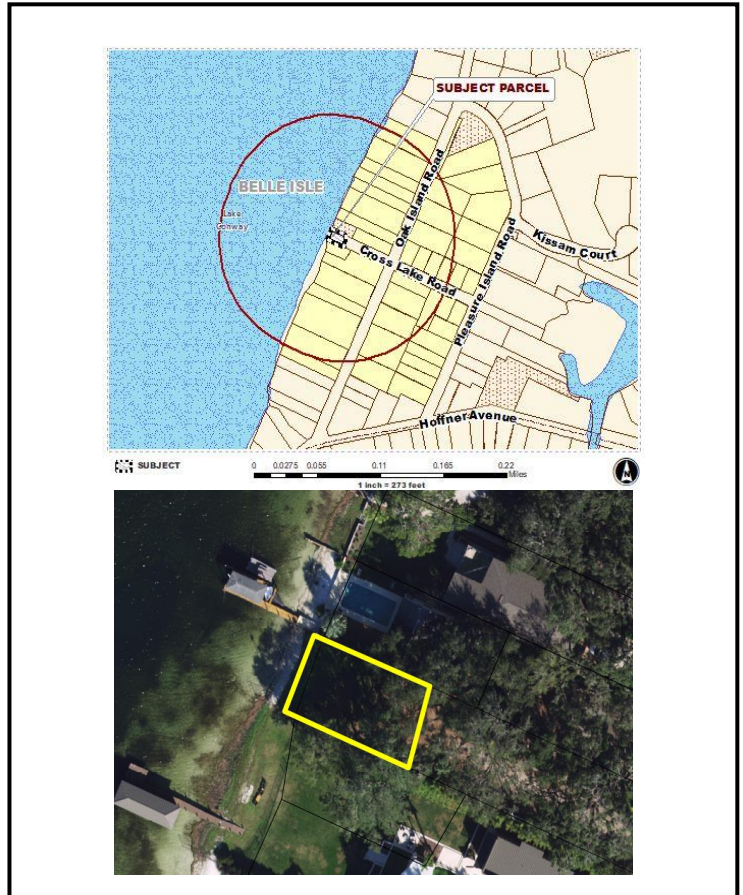 SUBJECT PARCEL
BELLE ISLE
Lake
Conway
Oak Island Road
Cross Lake Road
Kissam Court
Pleasure Island Road
Hoffner Avenue
SUBJECT
0 0.0275 0.055 0.11 0.165 0.22
Miles
1 inch = 273 feet
N